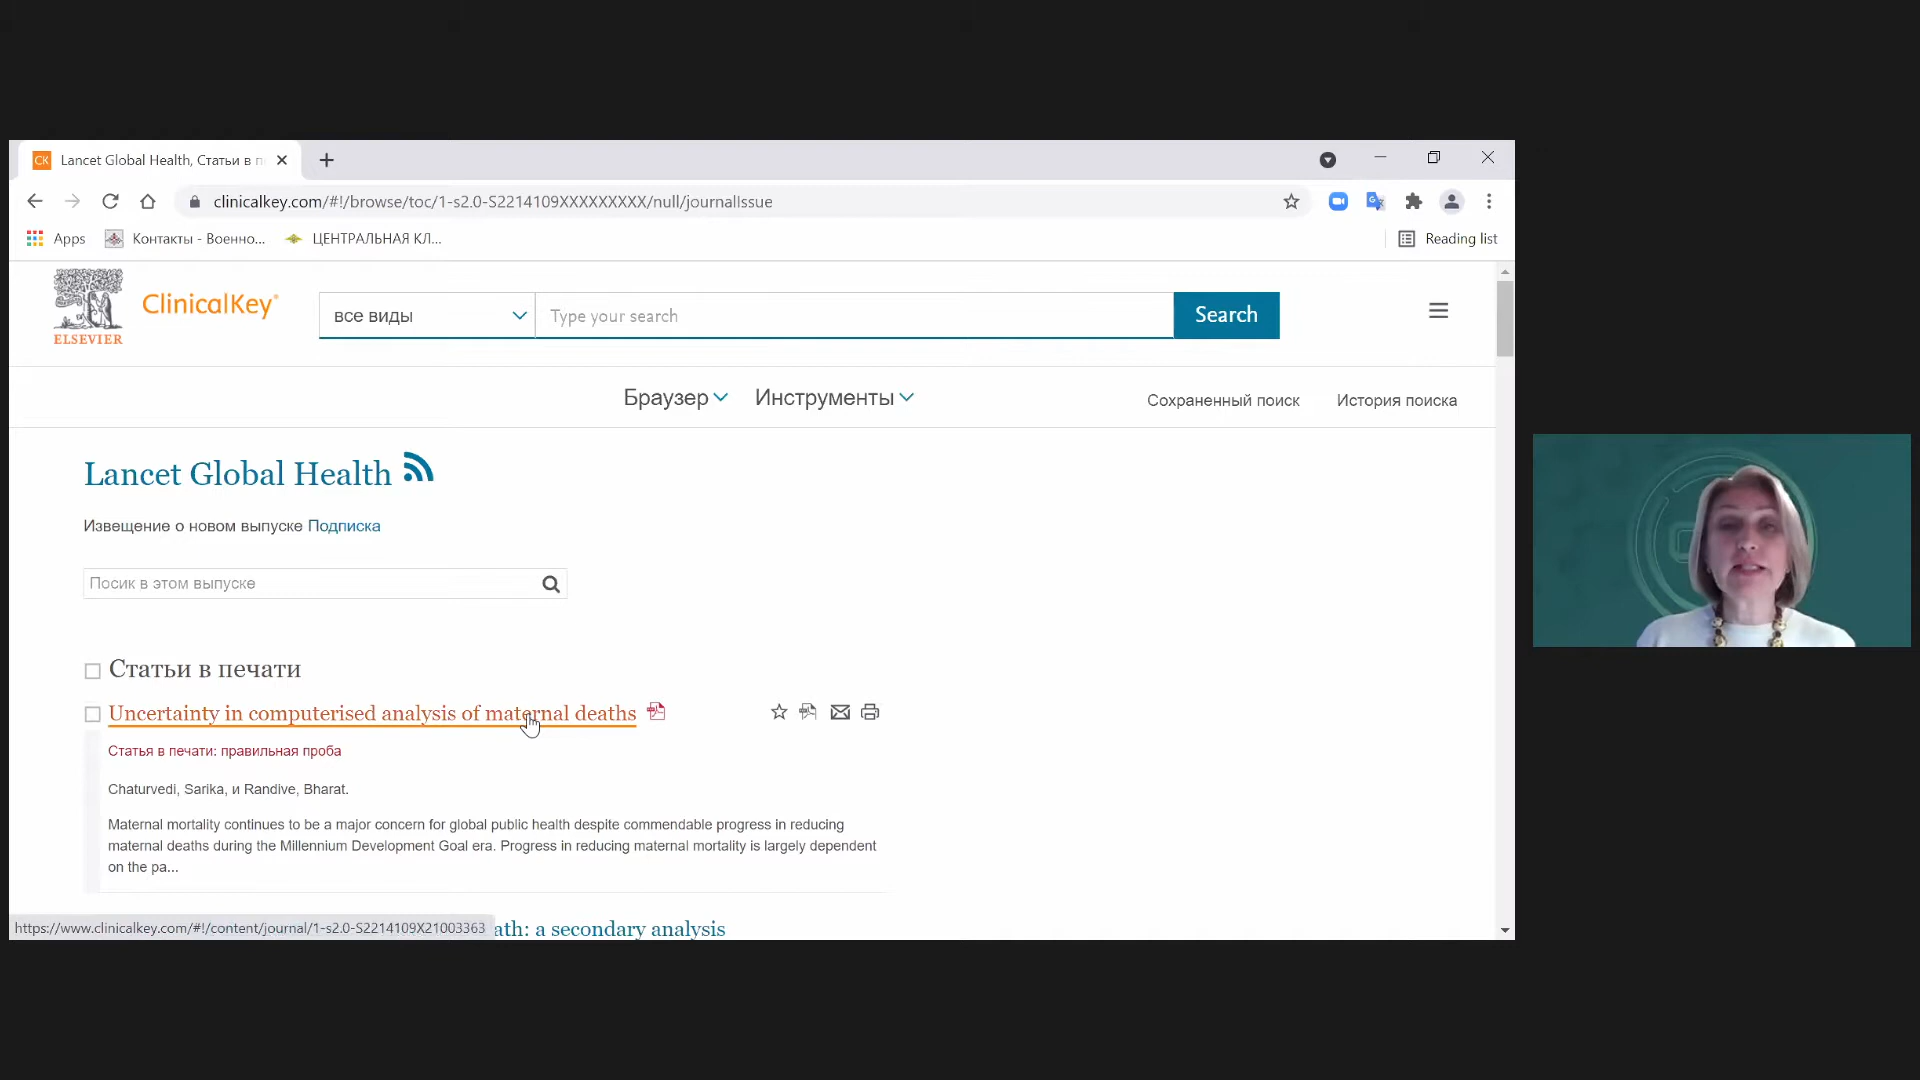 CK Lancet Global Health, Статьи в п
clinicalkey.com/#!/browse/toc/1-s2.0-S2214109XXXXXXXXX/null/journalIssue
Apps Контакты - Военно... ЦЕНТРАЛЬНАЯ КЛ... Reading list
ELSEVIER
ClinicalKey®
все виды Type your search Search
Браузер Инструменты Сохраненный поиск История поиска
Lancet Global Health
Извещение о новом выпуске Подписка
Посик в этом выпуске
Статьи в печати
Uncertainty in computerised analysis of maternal deaths
Статья в печати: правильная проба
Chaturvedi, Sarika, и Randive, Bharat.
Maternal mortality continues to be a major concern for global public health despite commendable progress in reducing
maternal deaths during the Millennium Development Goal era. Progress in reducing maternal mortality is largely dependent
on the pa...
https://www.clinicalkey.com/#!/content/journal/1-s2.0-S2214109X21003363 ath: a secondary analysis